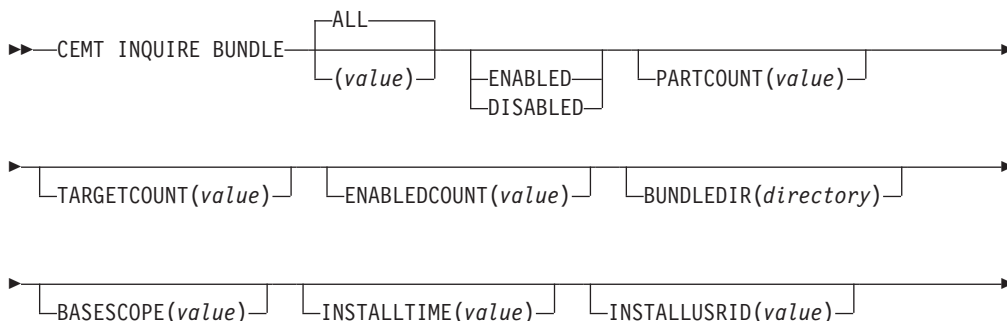 ALL
CEMT INQUIRE BUNDLE
(value)
ENABLED
DISABLED
PARTCOUNT(value)
TARGETCOUNT(value) ENABLEDCOUNT(value) BUNDLEDIR(directory)
BASESCOPE(value) INSTALLTIME(value) INSTALLUSRID(value)